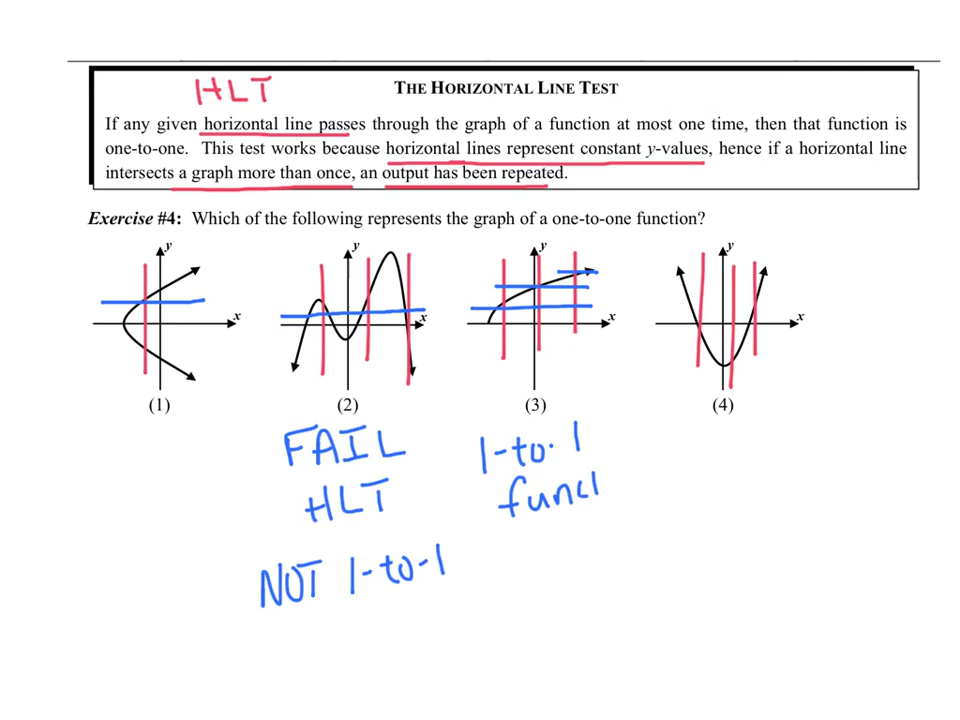 HLT
THE HORIZONTAL LINE TEST
If any given horizontal line passes through the graph of a function at most one time, then that function is
one-to-one. This test works because horizontal lines represent constant y-values, hence if a horizontal line
intersects a graph more than once, an output has been repeated.
Exercise #4: Which of the following represents the graph of a one-to-one function?
y y y y
x x x x
(1) (2) (3) (4)
FAIL 1-to-1
HLT func
NOT 1-to-1